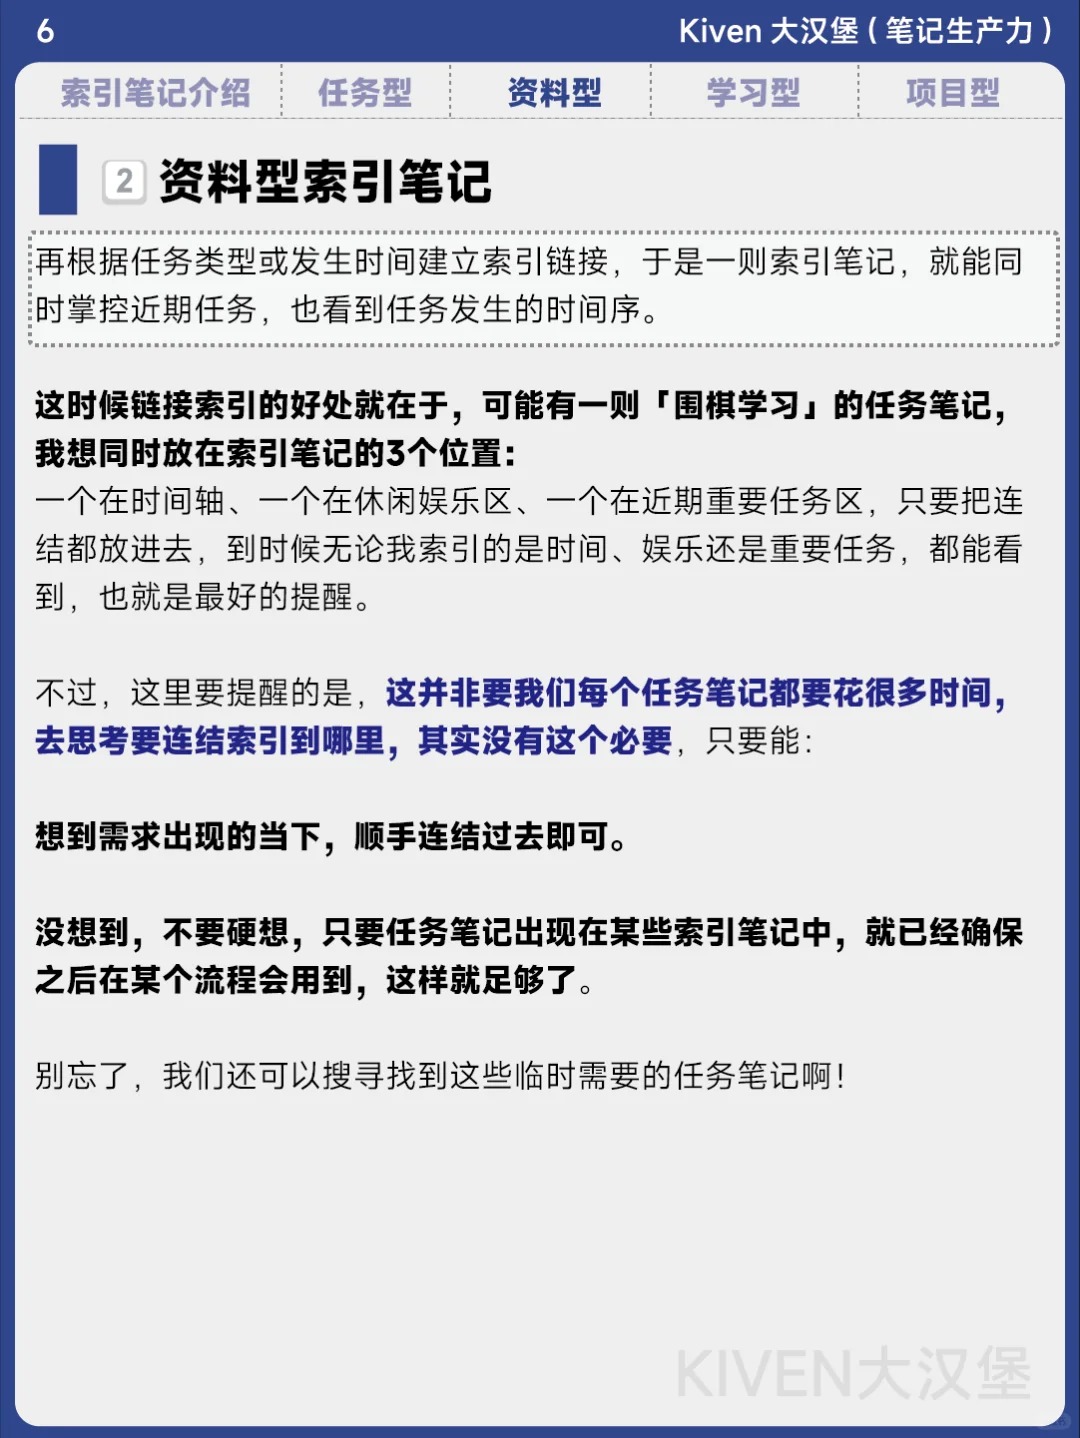 6
Kiven 大汉堡（笔记生产力）
索引笔记介绍 任务型 资料型 学习型 项目型
2 资料型索引笔记
再根据任务类型或发生时间建立索引链接，于是一则索引笔记，就能同
时掌控近期任务，也看到任务发生的时间序。
这时候链接索引的好处就在于，可能有一则「围棋学习」的任务笔记，
我想同时放在索引笔记的3个位置：
一个在时间轴、一个在休闲娱乐区、一个在近期重要任务区，只要把连
结都放进去，到时候无论我索引的是时间、娱乐还是重要任务，都能看
到，也就是最好的提醒。
不过，这里要提醒的是，这并非要我们每个任务笔记都要花很多时间，
去思考要连结索引到哪里，其实没有这个必要，只要能：
想到需求出现的当下，顺手连结过去即可。
没想到，不要硬想，只要任务笔记出现在某些索引笔记中，就已经确保
之后在某个流程会用到，这样就足够了。
别忘了，我们还可以搜寻找到这些临时需要的任务笔记啊！
KIVEN大汉堡